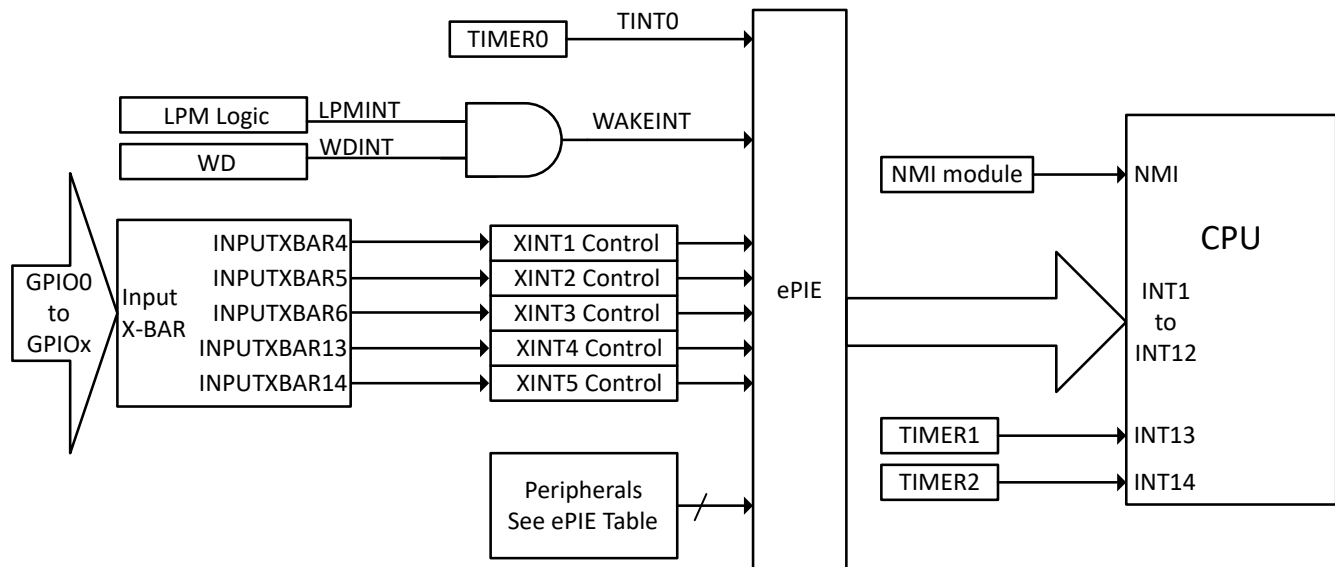 TINT0
TIMER0
LPM Logic
LPMINT
WAKEINT
WD
WDINT
NMI module
NMI
CPU
GPIO0
to
GPIOx
Input
X-BAR
INPUTXBAR4
INPUTXBAR5
INPUTXBAR6
INPUTXBAR13
INPUTXBAR14
XINT1 Control
XINT2 Control
XINT3 Control
XINT4 Control
XINT5 Control
ePIE
INT1
to
INT12
TIMER1
INT13
TIMER2
INT14
Peripherals
See ePIE Table